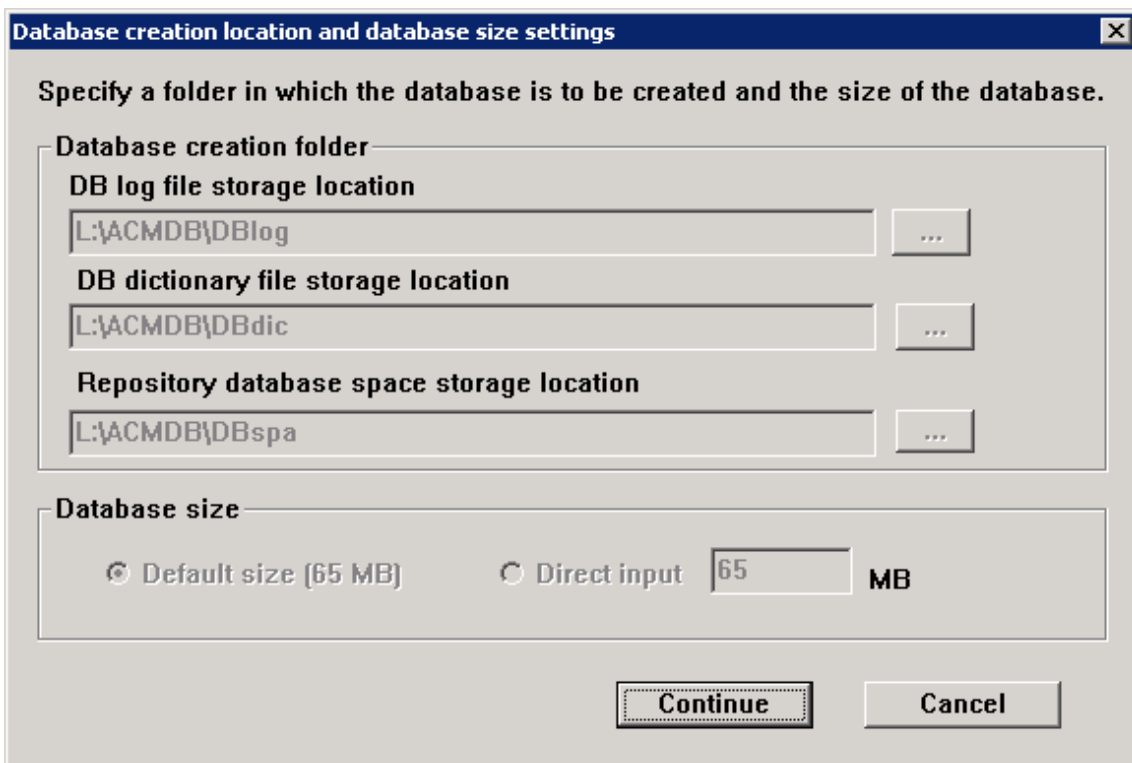 Database creation location and database size settings
Specify a folder in which the database is to be created and the size of the database.
Database creation folder
DB log file storage location
L:\ACMDB\DBlog
...
DB dictionary file storage location
L:\ACMDB\DBdic
...
Repository database space storage location
L:\ACMDB\DBspa
...
Database size
Default size (65 MB) Direct input 65 MB
Continue Cancel